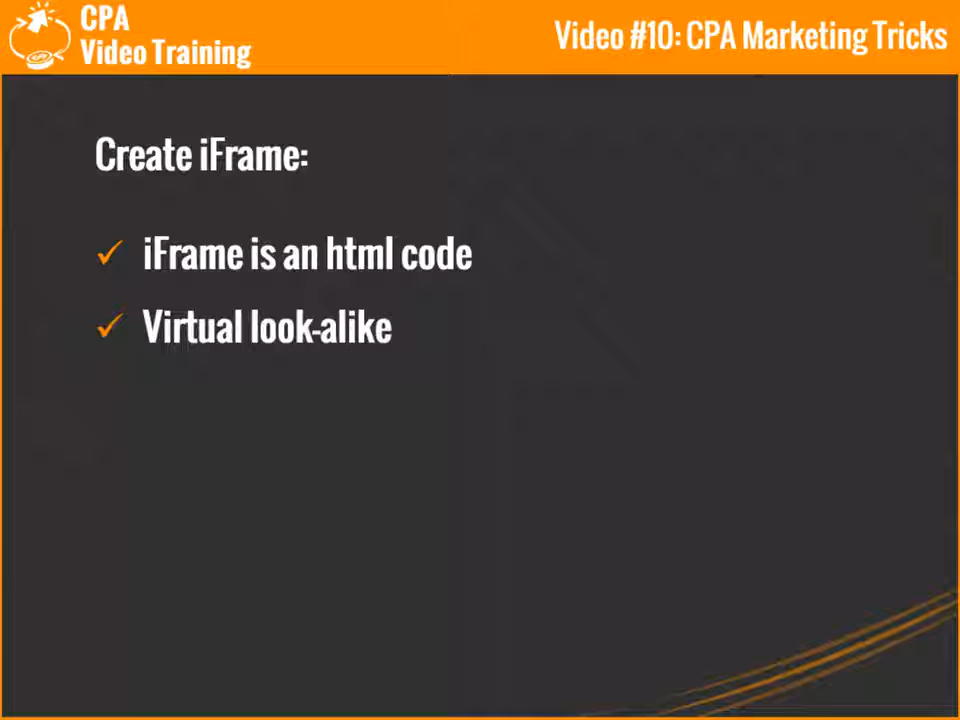 CPA
Video Training
Video #10: CPA Marketing Tricks
Create iFrame:
iFrame is an html code
Virtual look-alike